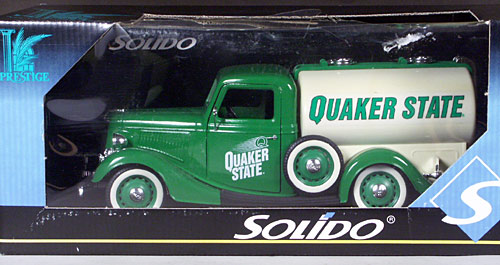 PRESTIGE
SOLIDO
QUAKER STATE®
QUAKER
STATE®
SOLIDO®
S